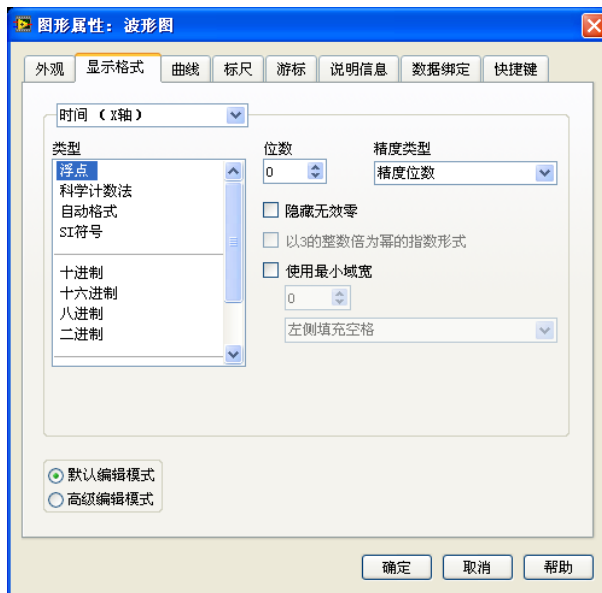 图形属性：波形图
外观 显示格式 曲线 标尺 游标 说明信息 数据绑定 快捷键
时间 （X轴）
类型 位数 精度类型
浮点 0 精度位数
科学计数法
自动格式 隐藏无效零
SI符号 以3的整数倍为幂的指数形式
十进制 使用最小域宽
十六进制 0
八进制 左侧填充空格
二进制
默认编辑模式
高级编辑模式
确定 取消 帮助